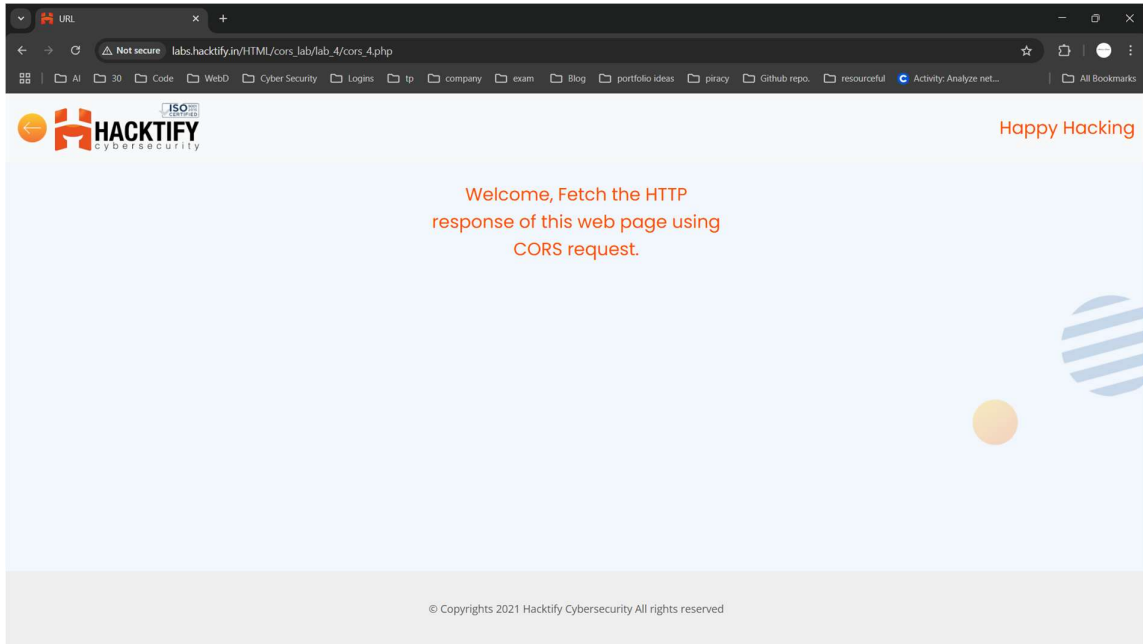 URL
Not secure labs.hacktify.in/HTML/cors_lab/lab_4/cors_4.php
AI 30 Code WebD Cyber Security Logins tp company exam Blog portfolio ideas piracy Github repo. resourceful C Activity: Analyze net... All Bookmarks
ISO
CERTIFIED
HACKTIFY
cybersecurity
Happy Hacking
Welcome, Fetch the HTTP
response of this web page using
CORS request.
© Copyrights 2021 Hacktify Cybersecurity All rights reserved